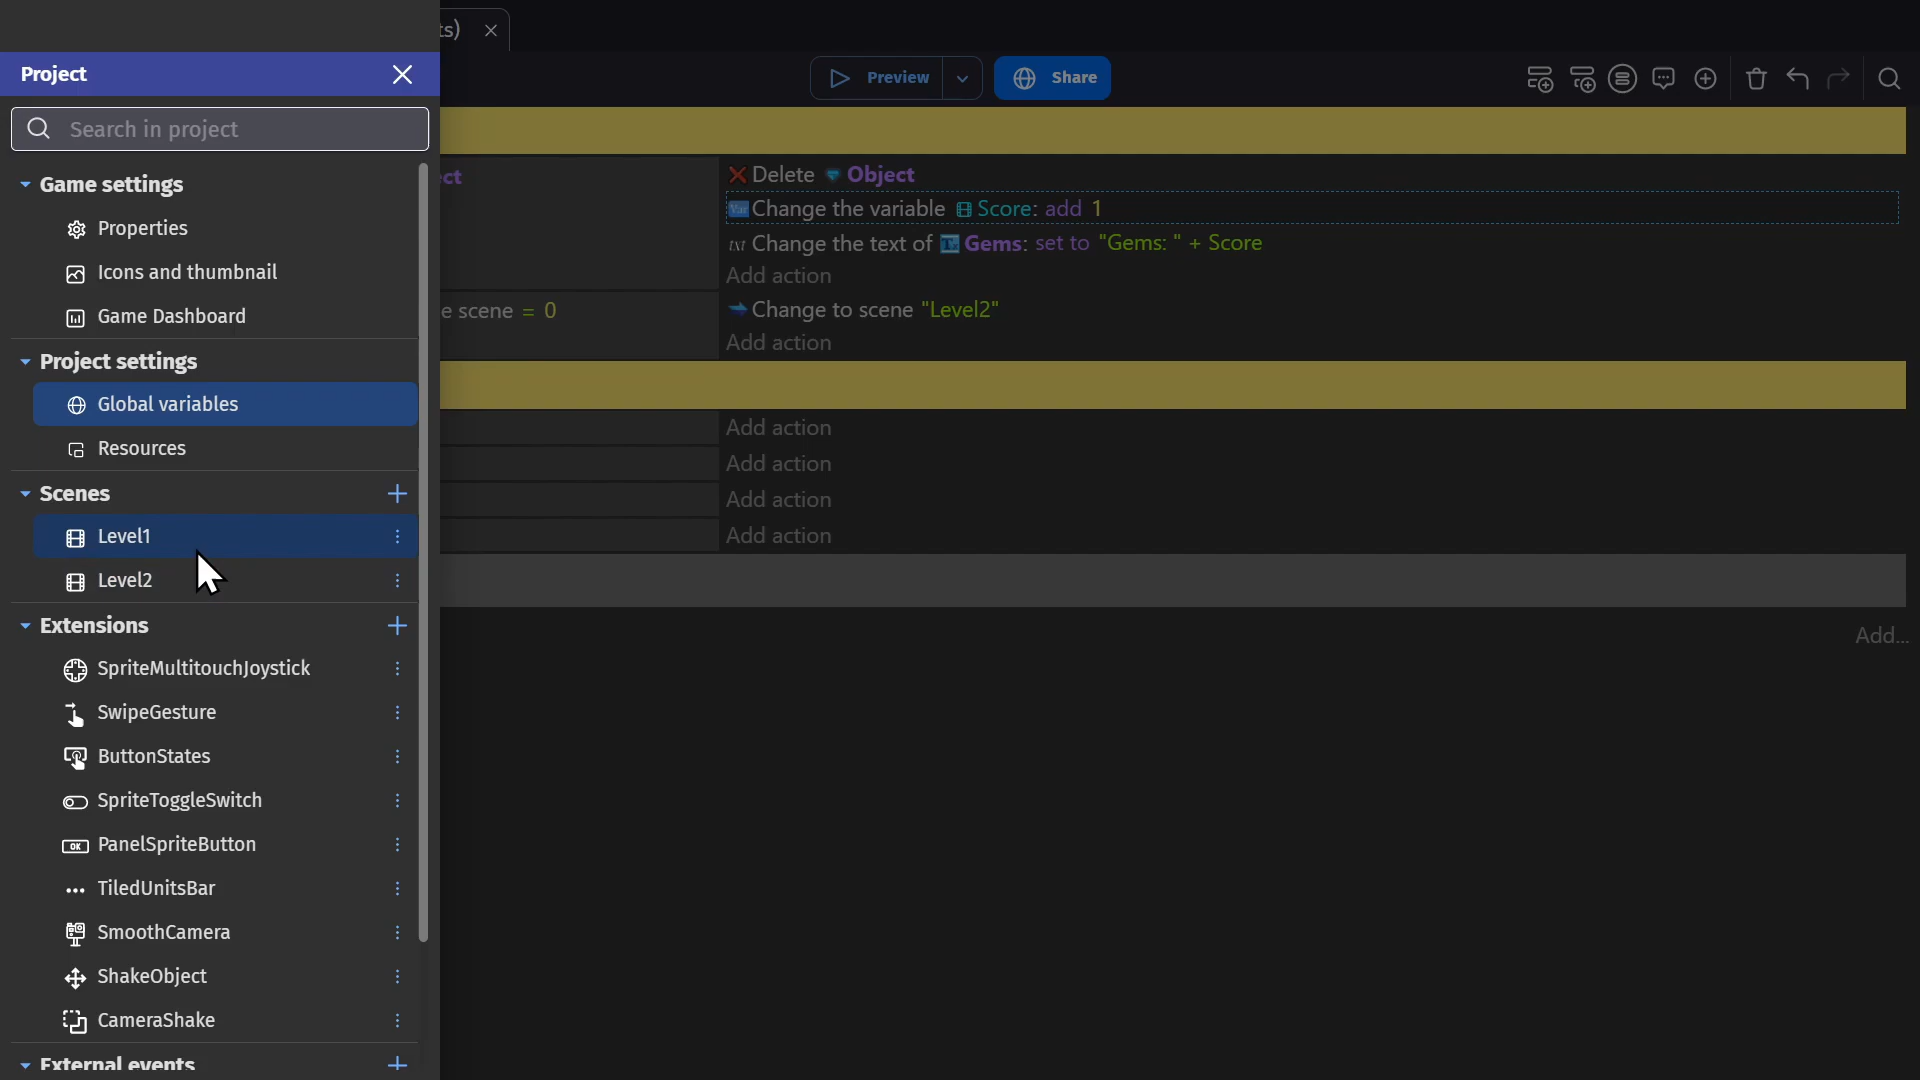 ts)
Project
Preview
Share
Search in project
Game settings
Properties
Icons and thumbnail
Game Dashboard
Project settings
Global variables
Resources
Scenes
Level1
Level2
Extensions
SpriteMultitouchJoystick
SwipeGesture
ButtonStates
SpriteToggleSwitch
OK PanelSpriteButton
TiledUnitsBar
SmoothCamera
ShakeObject
CameraShake
External events
ct
Delete Object
Var Change the variable Score: add 1
txt Change the text of Gems: set to "Gems: " + Score
Add action
e scene = 0
Change to scene "Level2"
Add action
Add action
Add action
Add action
Add action
Add...